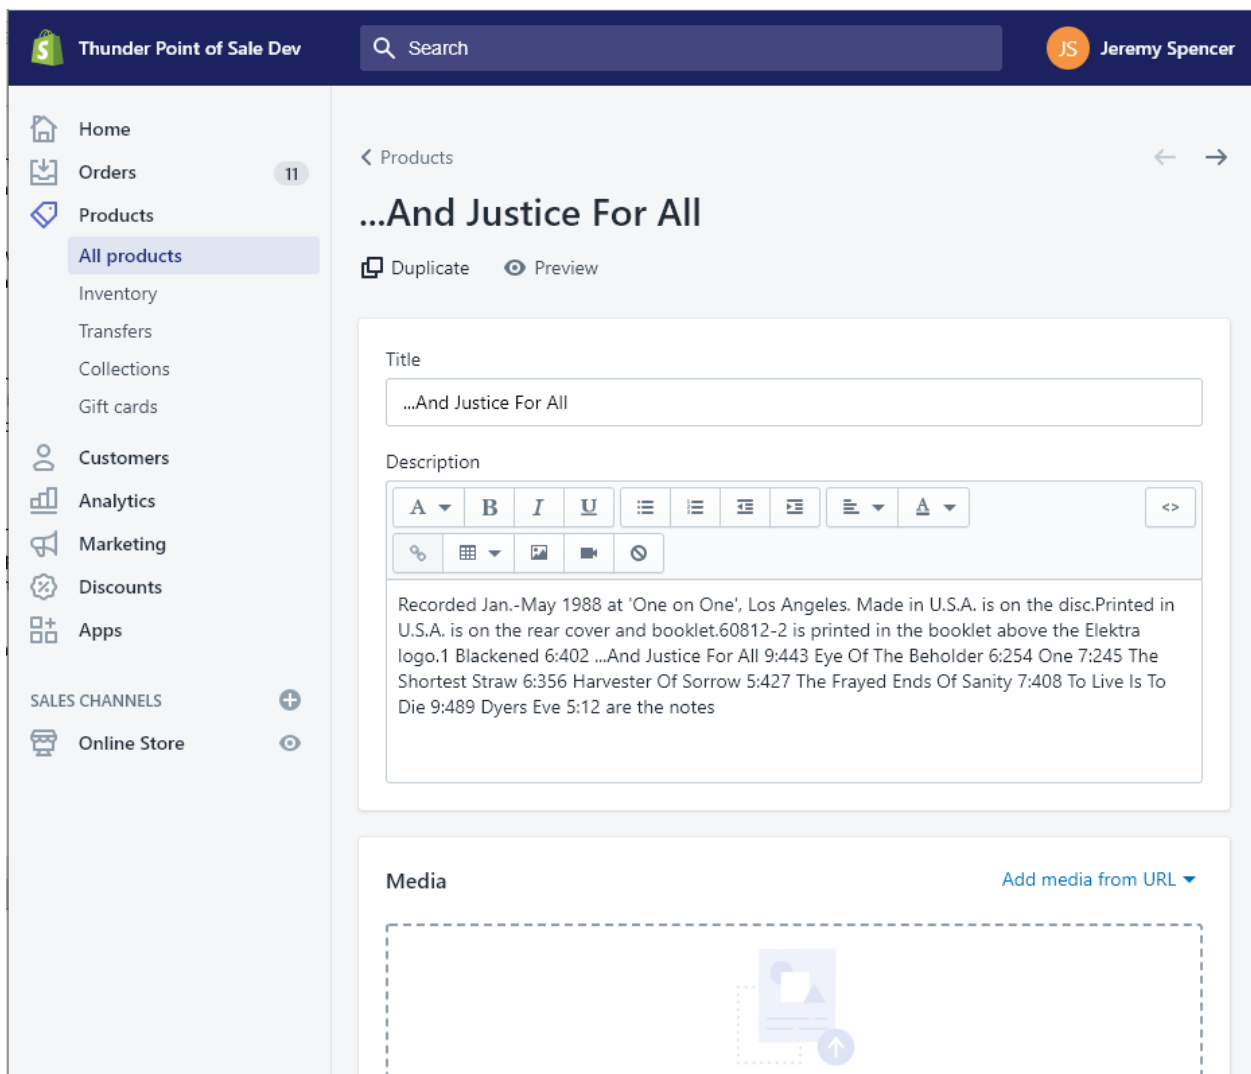 Thunder Point of Sale Dev
Search
JS
Jeremy Spencer
Home
Orders
11
Products
All products
Inventory
Transfers
Collections
Gift cards
Customers
Analytics
Marketing
Discounts
Apps
SALES CHANNELS
Online Store
Products
...And Justice For All
Duplicate
Preview
Title
...And Justice For All
Description
A
B
I
U
A
<>
Recorded Jan.-May 1988 at 'One on One', Los Angeles. Made in U.S.A. is on the disc.Printed in
U.S.A. is on the rear cover and booklet.60812-2 is printed in the booklet above the Elektra
logo.1 Blackened 6:402 ...And Justice For All 9:443 Eye Of The Beholder 6:254 One 7:245 The
Shortest Straw 6:356 Harvester Of Sorrow 5:427 The Frayed Ends Of Sanity 7:408 To Live Is To
Die 9:489 Dyers Eve 5:12 are the notes
Media
Add media from URL